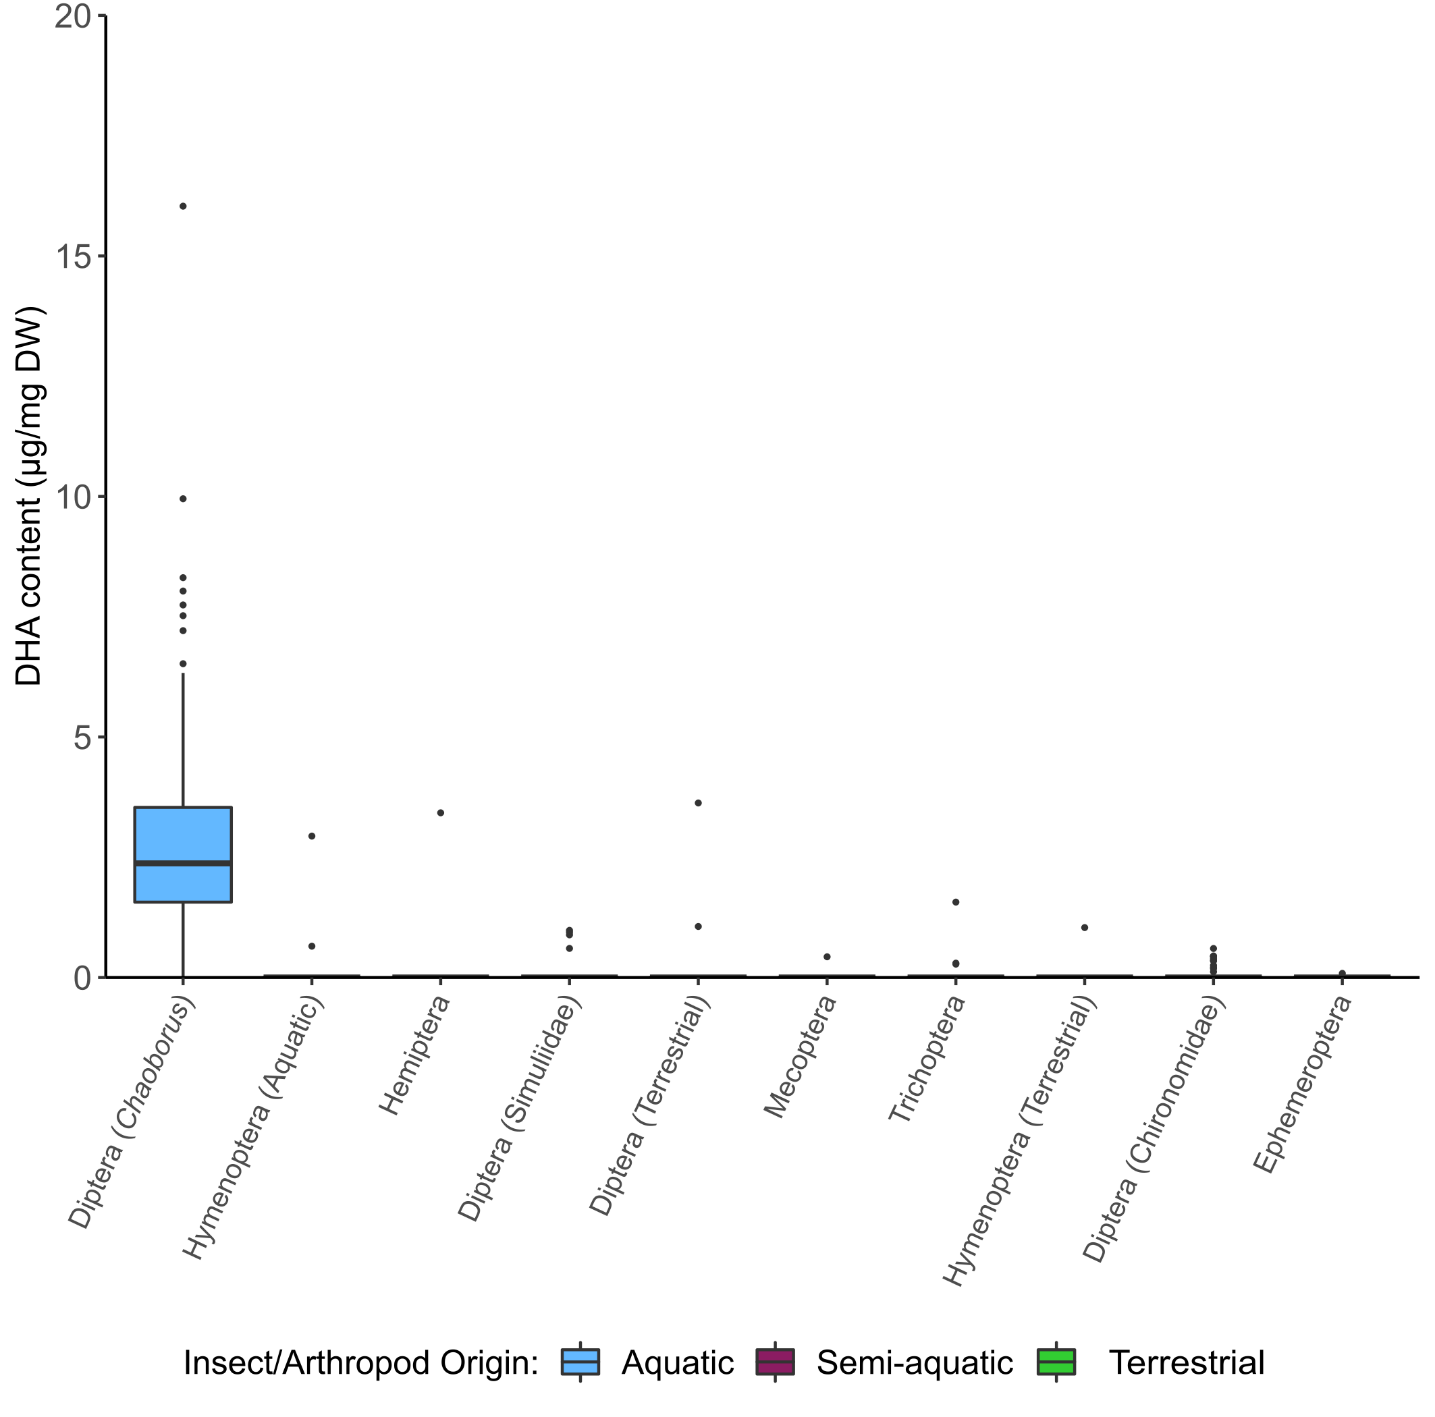 20
15
10
5
0
DHA content (µg/mg DW)
Diptera (Chaoborus)
Hymenoptera (Aquatic)
Hemiptera
Diptera (Simuliidae)
Diptera (Terrestrial)
Mecoptera
Trichoptera
Hymenoptera (Terrestrial)
Diptera (Chironomidae)
Ephemeroptera
Insect/Arthropod Origin: Aquatic Semi-aquatic Terrestrial